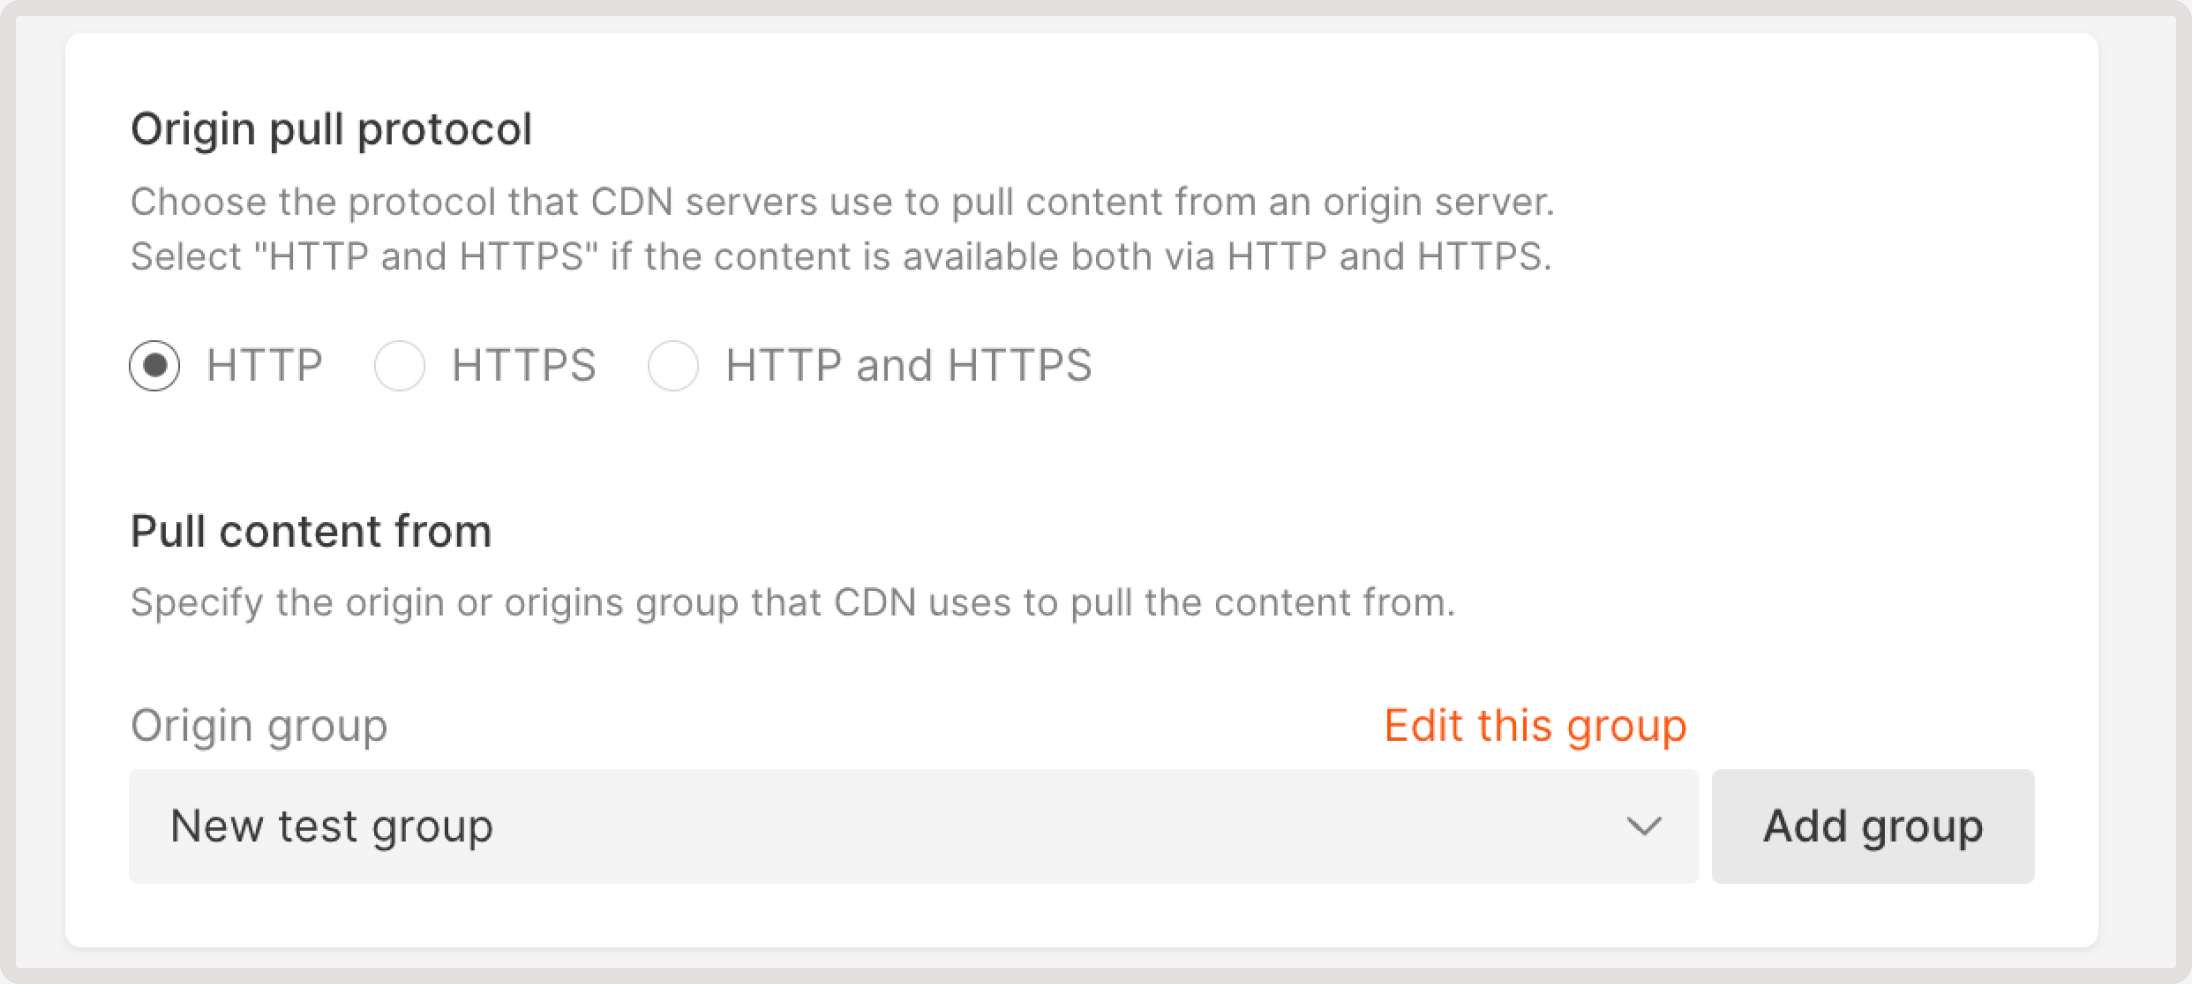 Origin pull protocol
Choose the protocol that CDN servers use to pull content from an origin server.
Select "HTTP and HTTPS" if the content is available both via HTTP and HTTPS.
HTTP HTTPS HTTP and HTTPS
Pull content from
Specify the origin or origins group that CDN uses to pull the content from.
Origin group Edit this group
New test group Add group